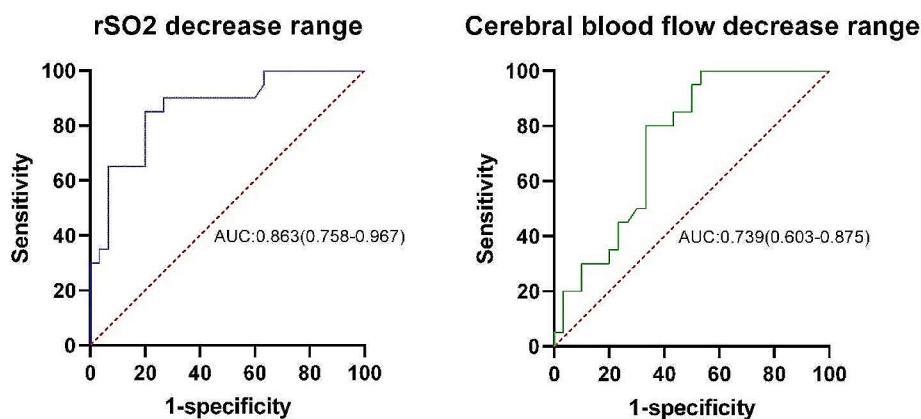 rSO2 decrease range
100
80
60
40
20
0
Sensitivity
AUC:0.863(0.758-0.967)
0 20 40 60 80 100
1-specificity
Cerebral blood flow decrease range
100
80
60
40
20
0
Sensitivity
AUC:0.739(0.603-0.875)
0 20 40 60 80 100
1-specificity